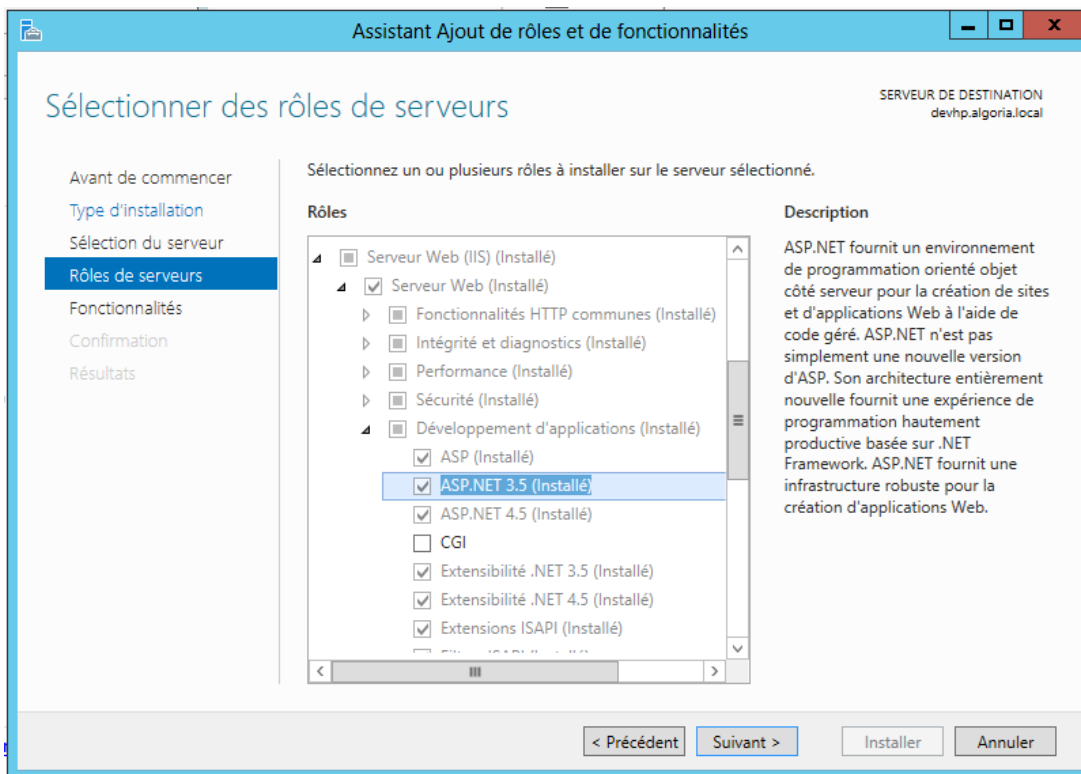 Assistant Ajout de rôles et de fonctionnalités
Sélectionner des rôles de serveurs
SERVEUR DE DESTINATION
devhp.algoria.local
Avant de commencer
Type d'installation
Sélection du serveur
Rôles de serveurs
Fonctionnalités
Confirmation
Résultats
Sélectionnez un ou plusieurs rôles à installer sur le serveur sélectionné.
Rôles
Serveur Web (IIS) (Installé)
Serveur Web (Installé)
Fonctionnalités HTTP communes (Installé)
Intégrité et diagnostics (Installé)
Performance (Installé)
Sécurité (Installé)
Développement d'applications (Installé)
ASP (Installé)
ASP.NET 3.5 (Installé)
ASP.NET 4.5 (Installé)
CGI
Extensibilité .NET 3.5 (Installé)
Extensibilité .NET 4.5 (Installé)
Extensions ISAPI (Installé)
Description
ASP.NET fournit un environnement
de programmation orienté objet
côté serveur pour la création de sites
et d'applications Web à l'aide de
code géré. ASP.NET n'est pas
simplement une nouvelle version
d'ASP. Son architecture entièrement
nouvelle fournit une expérience de
programmation hautement
productive basée sur .NET
Framework. ASP.NET fournit une
infrastructure robuste pour la
création d'applications Web.
< Précédent
Suivant >
Installer
Annuler